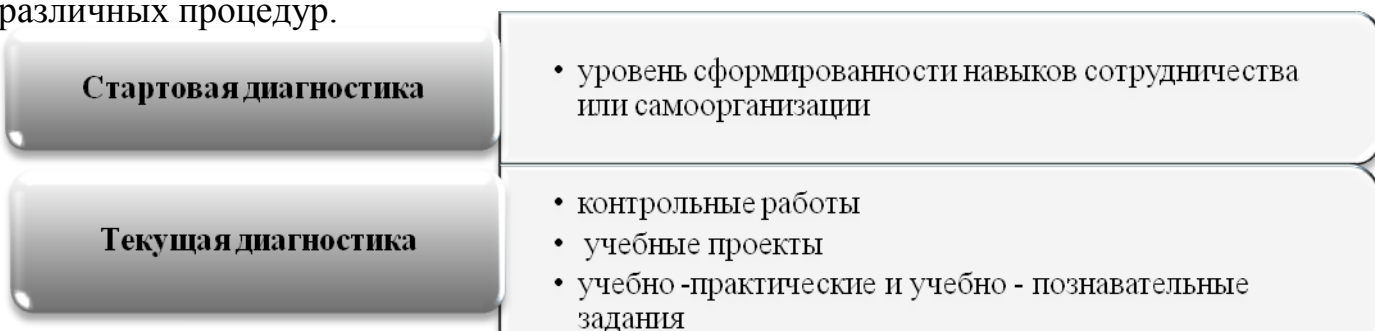 различных процедур.
Стартовая диагностика
• уровень сформированности навыков сотрудничества
или самоорганизации
Текущая диагностика
• контрольные работы
• учебные проекты
• учебно -практические и учебно - познавательные
задания